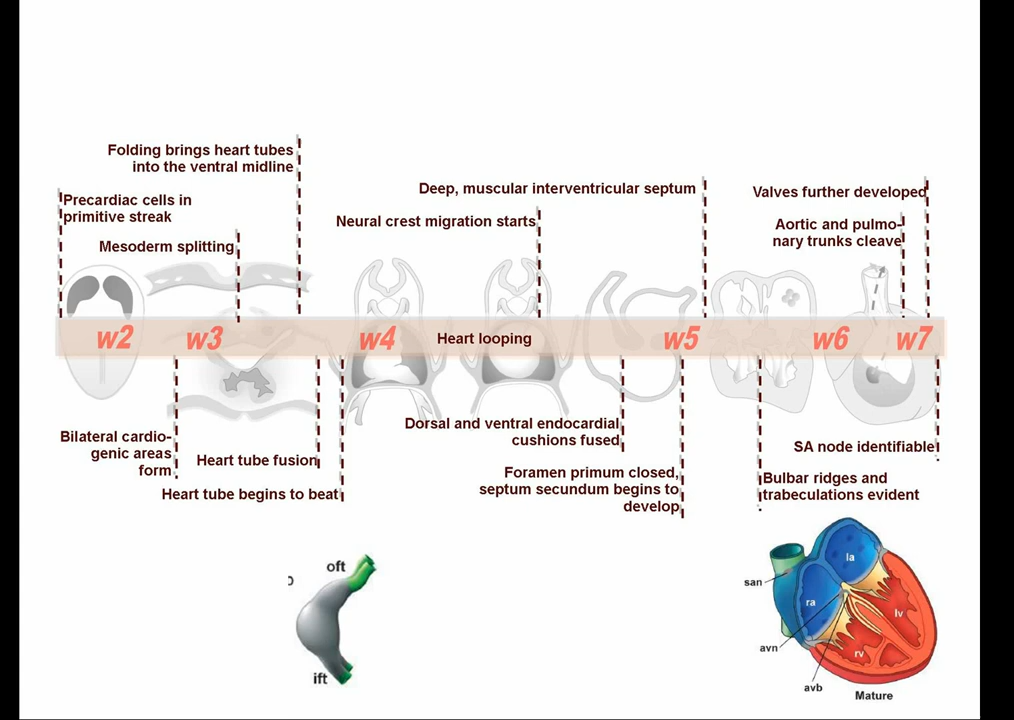 Folding brings heart tubes
into the ventral midline
Precardiac cells in
primitive streak
Mesoderm splitting
Deep, muscular interventricular septum
Neural crest migration starts
Valves further developed
Aortic and pulmo-
nary trunks cleave
w2
w3
w4
Heart looping
w5
w6
w7
Bilateral cardio-
genic areas
form
Heart tube fusion
Heart tube begins to beat
Dorsal and ventral endocardial
cushions fused
Foramen primum closed,
septum secundum begins to
develop
SA node identifiable
Bulbar ridges and
trabeculations evident
oft
ift
san
la
ra
lv
avn
rv
avb
Mature